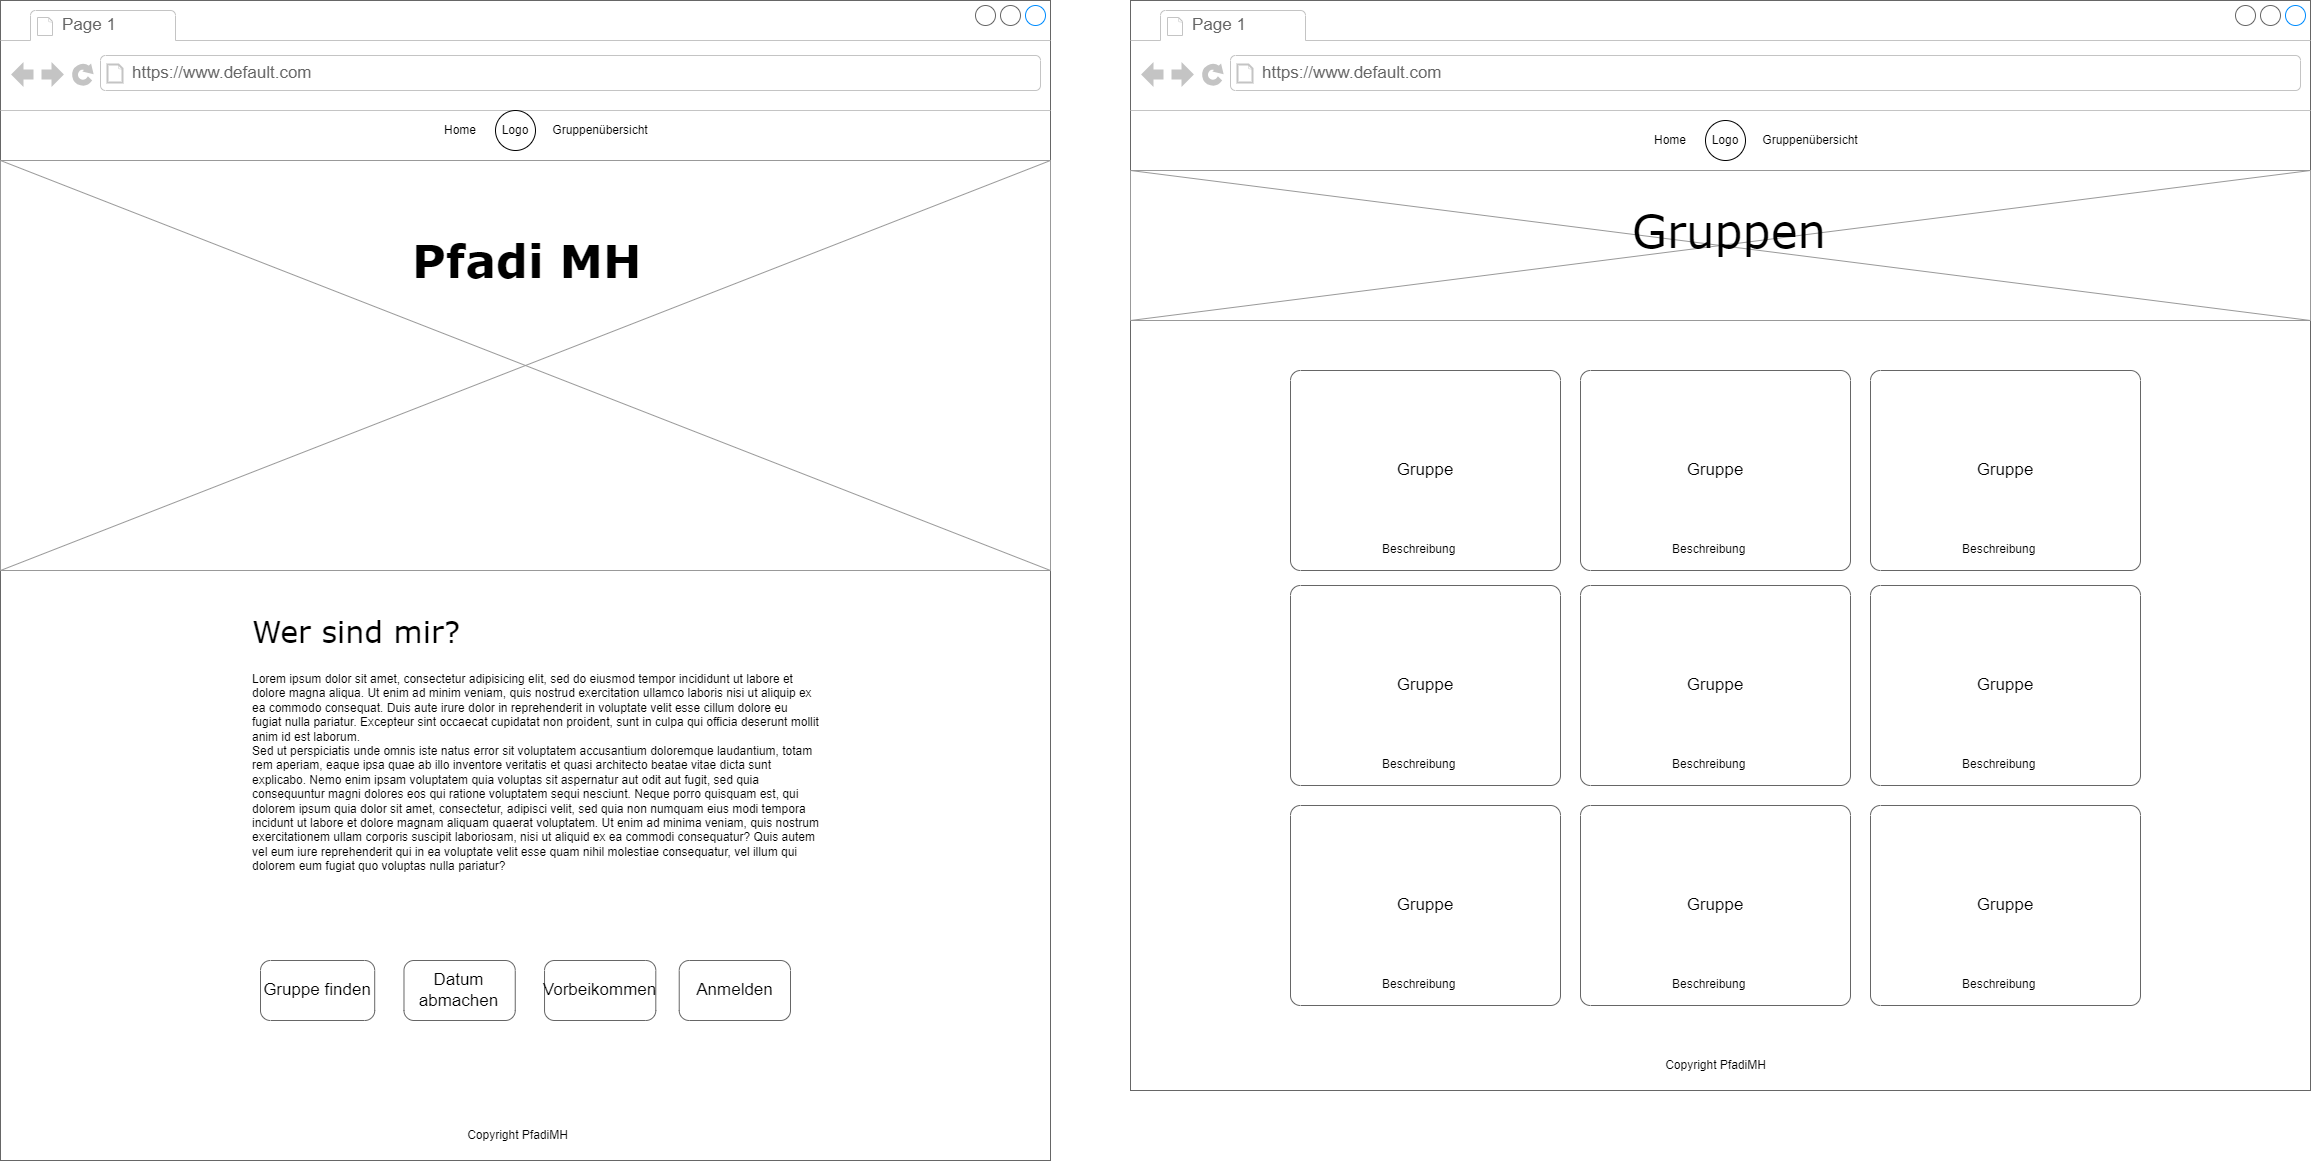 Page 1
https://www.default.com
Home
Logo
Gruppenübersicht
Pfadi MH
Wer sind mir?
Lorem ipsum dolor sit amet, consectetur adipisicing elit, sed do eiusmod tempor incididunt ut labore et
dolore magna aliqua. Ut enim ad minim veniam, quis nostrud exercitation ullamco laboris nisi ut aliquip ex
ea commodo consequat. Duis aute irure dolor in reprehenderit in voluptate velit esse cillum dolore eu
fugiat nulla pariatur. Excepteur sint occaecat cupidatat non proident, sunt in culpa qui officia deserunt mollit
anim id est laborum.
Sed ut perspiciatis unde omnis iste natus error sit voluptatem accusantium doloremque laudantium, totam
rem aperiam, eaque ipsa quae ab illo inventore veritatis et quasi architecto beatae vitae dicta sunt
explicabo. Nemo enim ipsam voluptatem quia voluptas sit aspernatur aut odit aut fugit, sed quia
consequuntur magni dolores eos qui ratione voluptatem sequi nesciunt. Neque porro quisquam est, qui
dolorem ipsum quia dolor sit amet, consectetur, adipisci velit, sed quia non numquam eius modi tempora
incidunt ut labore et dolore magnam aliquam quaerat voluptatem. Ut enim ad minima veniam, quis nostrum
exercitationem ullam corporis suscipit laboriosam, nisi ut aliquid ex ea commodi consequatur? Quis autem
vel eum iure reprehenderit qui in ea voluptate velit esse quam nihil molestiae consequatur, vel illum qui
dolorem eum fugiat quo voluptas nulla pariatur?
Gruppe finden
Datum
abmachen
Vorbeikommen
Anmelden
Copyright PfadiMH
Page 1
https://www.default.com
Home
Logo
Gruppenübersicht
Gruppen
Gruppe
Beschreibung
Gruppe
Beschreibung
Gruppe
Beschreibung
Gruppe
Beschreibung
Gruppe
Beschreibung
Gruppe
Beschreibung
Gruppe
Beschreibung
Gruppe
Beschreibung
Gruppe
Beschreibung
Copyright PfadiMH